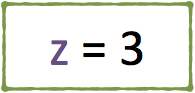 z = 3